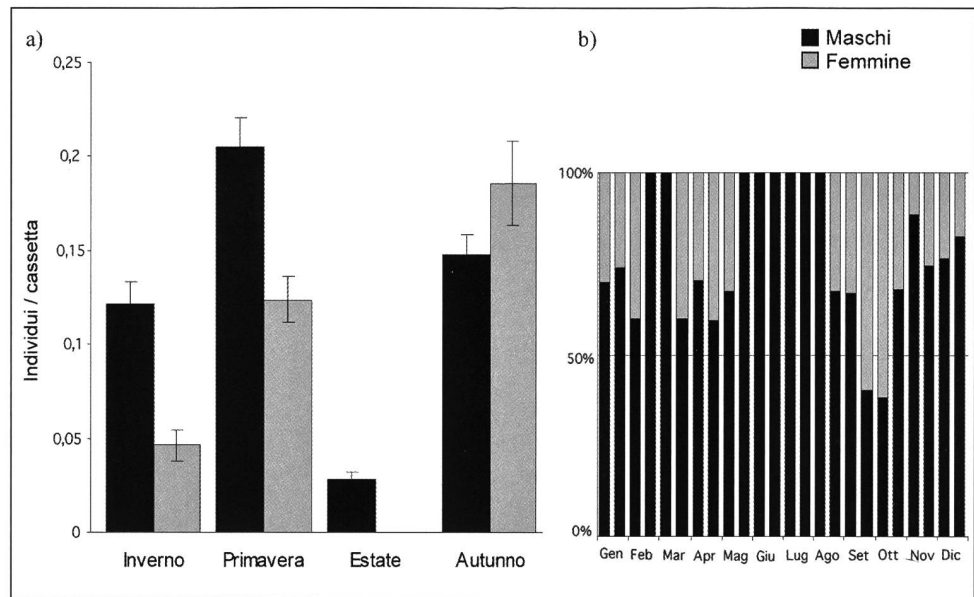 a)
0,25
0,2
0,15
0,1
0,05
0
Individui / cassetta
Inverno Primavera Estate Autunno
b)
Maschi
Femmine
100%
50%
0%
Gen Feb Mar Apr Mag Giu Lug Ago Set Ott Nov Dic